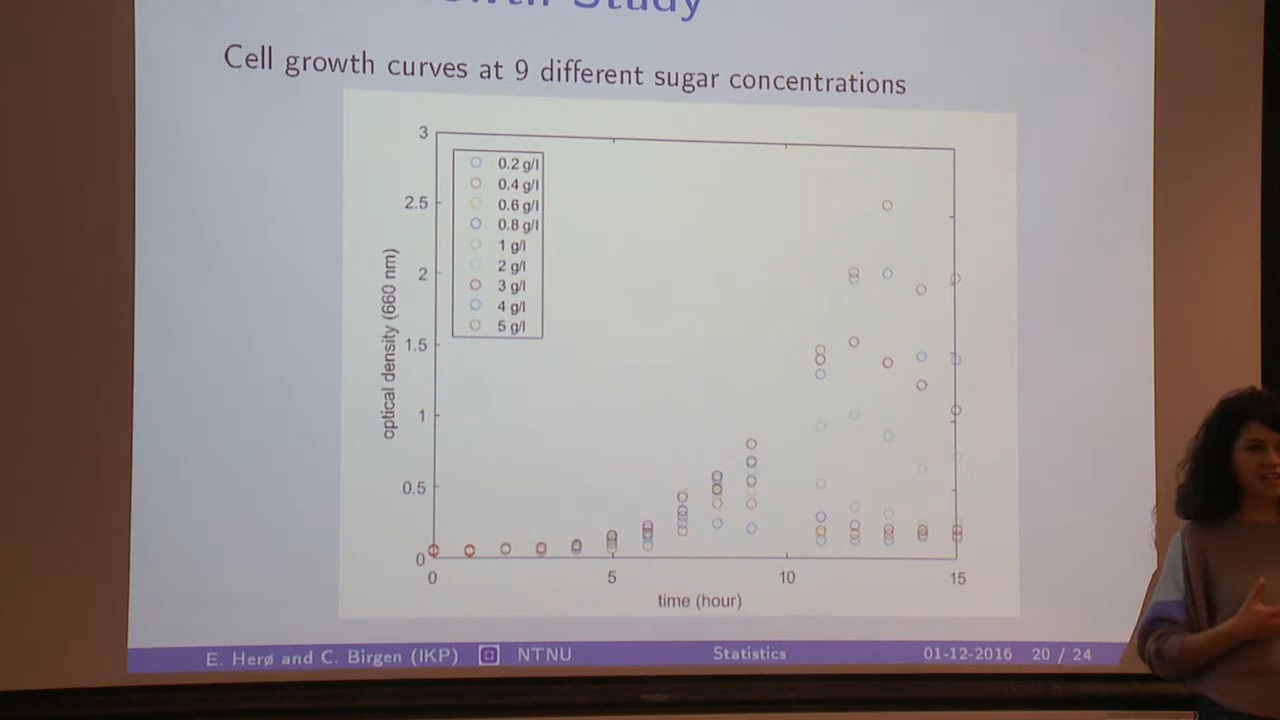 Study
Cell growth curves at 9 different sugar concentrations
3
2.5
2
1.5
1
0.5
0
optical density (660 nm)
0.2 g/l
0.4 g/l
0.6 g/l
0.8 g/l
1 g/l
2 g/l
3 g/l
4 g/l
5 g/l
0 5 10 15
time (hour)
E. Herø and C. Birgen (IKP) NTNU Statistics 01-12-2016 20 / 24